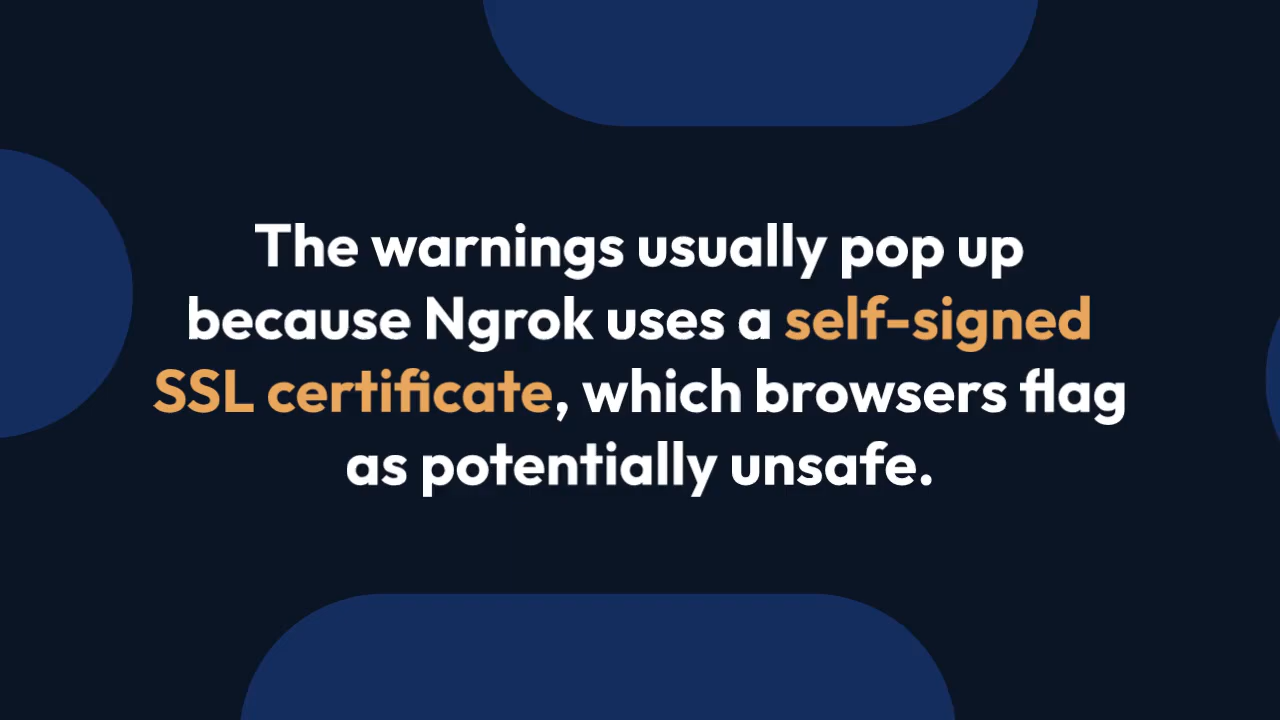 The warnings usually pop up
because Ngrok uses a self-signed
SSL certificate, which browsers flag
as potentially unsafe.